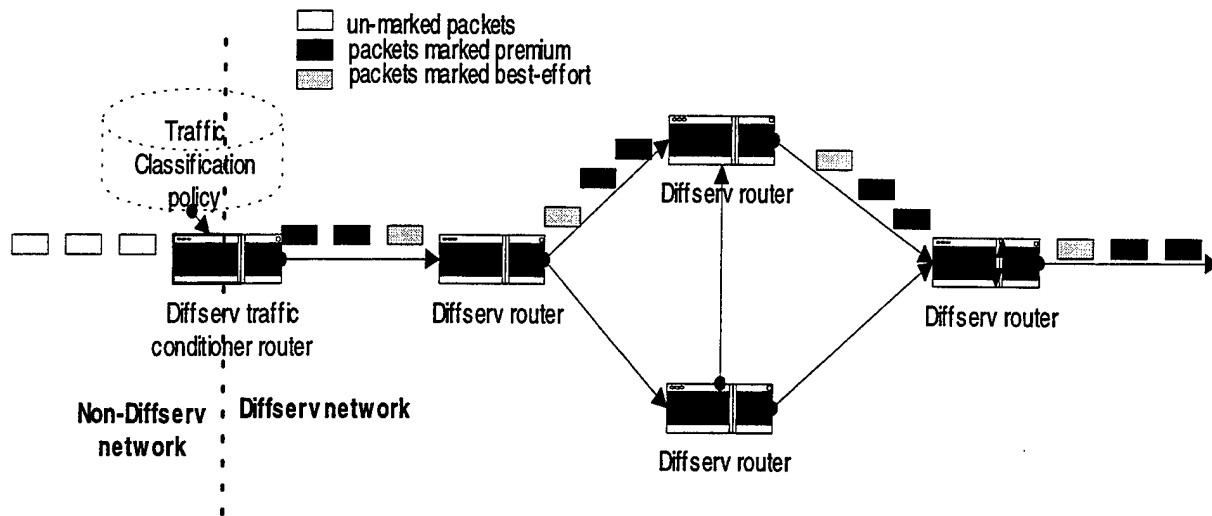 un-marked packets
packets marked premium
packets marked best-effort
Traffic
Classification
policy
Diffserv router
Diffserv traffic
conditioner router
Diffserv router
Diffserv router
Non-Diffserv
network
Diffserv network
Diffserv router